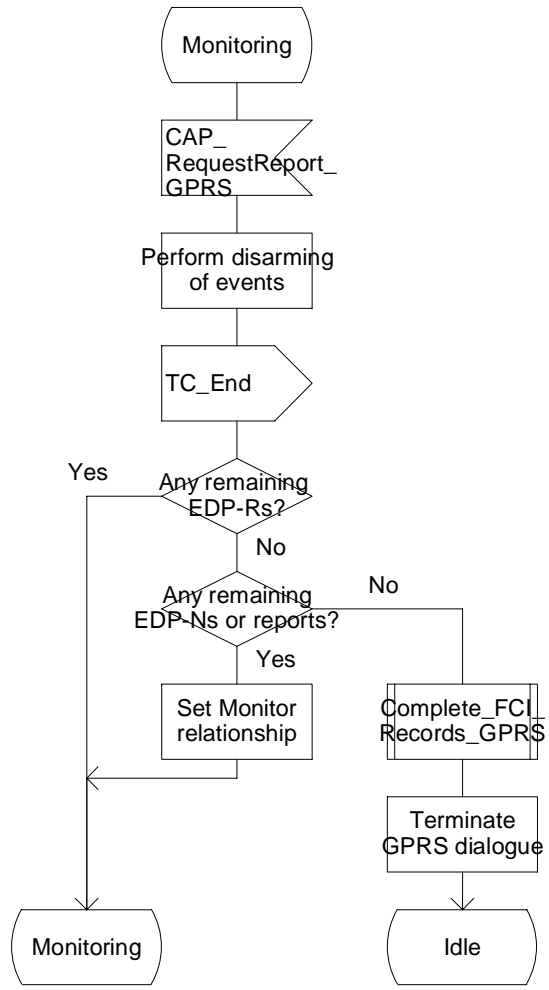 Monitoring
CAP_
RequestReport_
GPRS
Perform disarming
of events
TC_End
Yes
Any remaining
EDP-Rs?
No
Any remaining
EDP-Ns or reports?
No
Yes
Set Monitor
relationship
Complete_FCI_
Records_GPRS
Terminate
GPRS dialogue
Monitoring
Idle